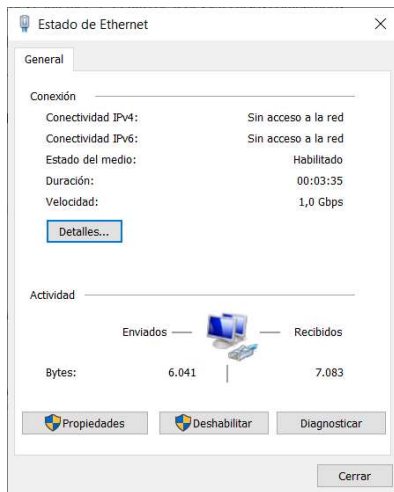 Estado de Ethernet
General
Conexión
Conectividad IPv4: Sin acceso a la red
Conectividad IPv6: Sin acceso a la red
Estado del medio: Habilitado
Duración: 00:03:35
Velocidad: 1,0 Gbps
Detalles...
Actividad
Enviados Recibidos
Bytes: 6.041 7.083
Propiedades Deshabilitar Diagnosticar
Cerrar